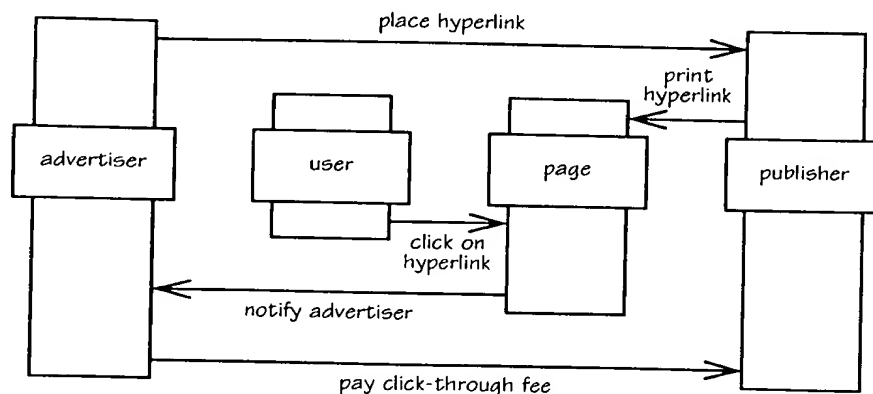 place hyperlink
print
hyperlink
advertiser
user
page
publisher
click on
hyperlink
notify advertiser
pay click-through fee